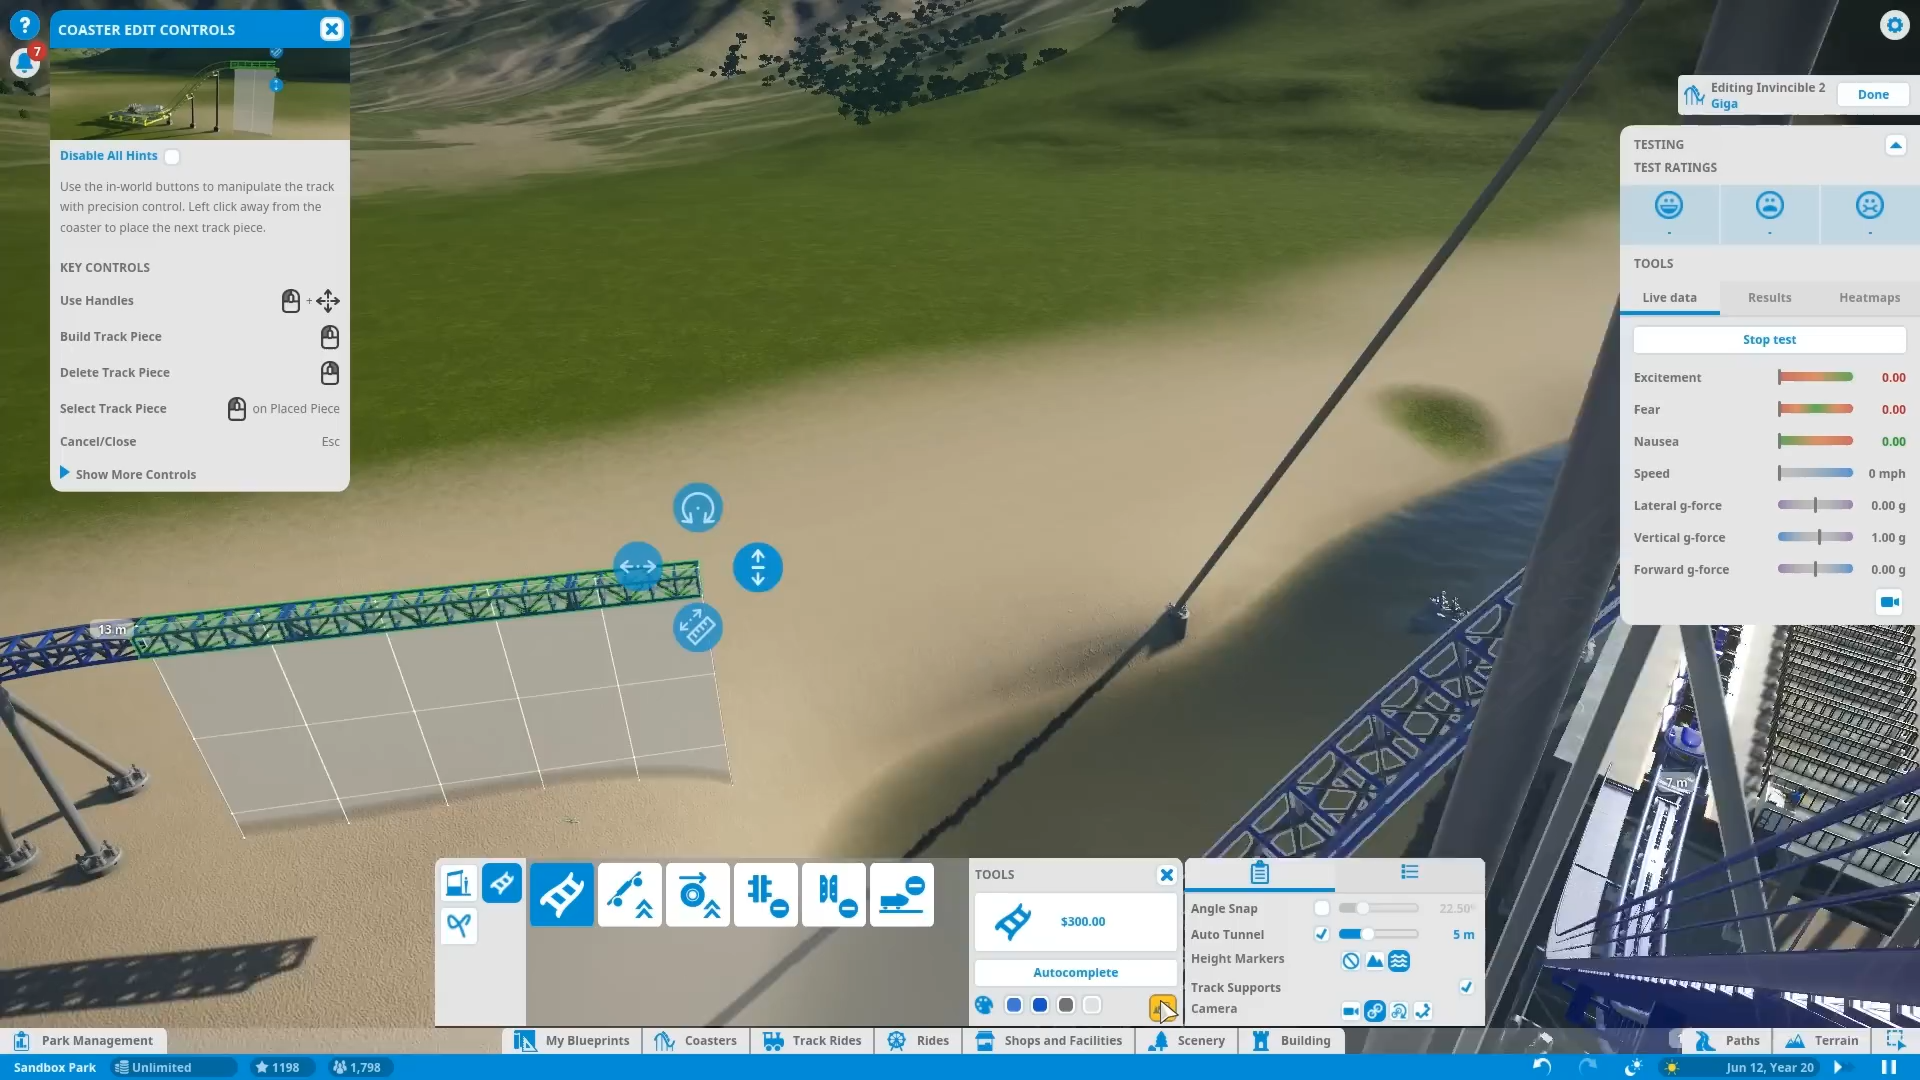 ?
7
COASTER EDIT CONTROLS
Disable All Hints
Use the in-world buttons to manipulate the track
with precision control. Left click away from the
coaster to place the next track piece.
KEY CONTROLS
Use Handles +
Build Track Piece
Delete Track Piece
Select Track Piece on Placed Piece
Cancel/Close Esc
Show More Controls
Editing Invincible 2
Giga
Done
TESTING
TEST RATINGS
- - -
TOOLS
Live data Results Heatmaps
Stop test
Excitement 0.00
Fear 0.00
Nausea 0.00
Speed 0 mph
Lateral g-force 0.00 g
Vertical g-force 1.00 g
Forward g-force 0.00 g
13 m
7 m
TOOLS
$300.00
Autocomplete
Angle Snap 22.50°
Auto Tunnel 5 m
Height Markers
Track Supports
Camera
Park Management My Blueprints Coasters Track Rides Rides Shops and Facilities Scenery Building Paths Terrain
Sandbox Park Unlimited 1198 1,798 Jun 12, Year 20